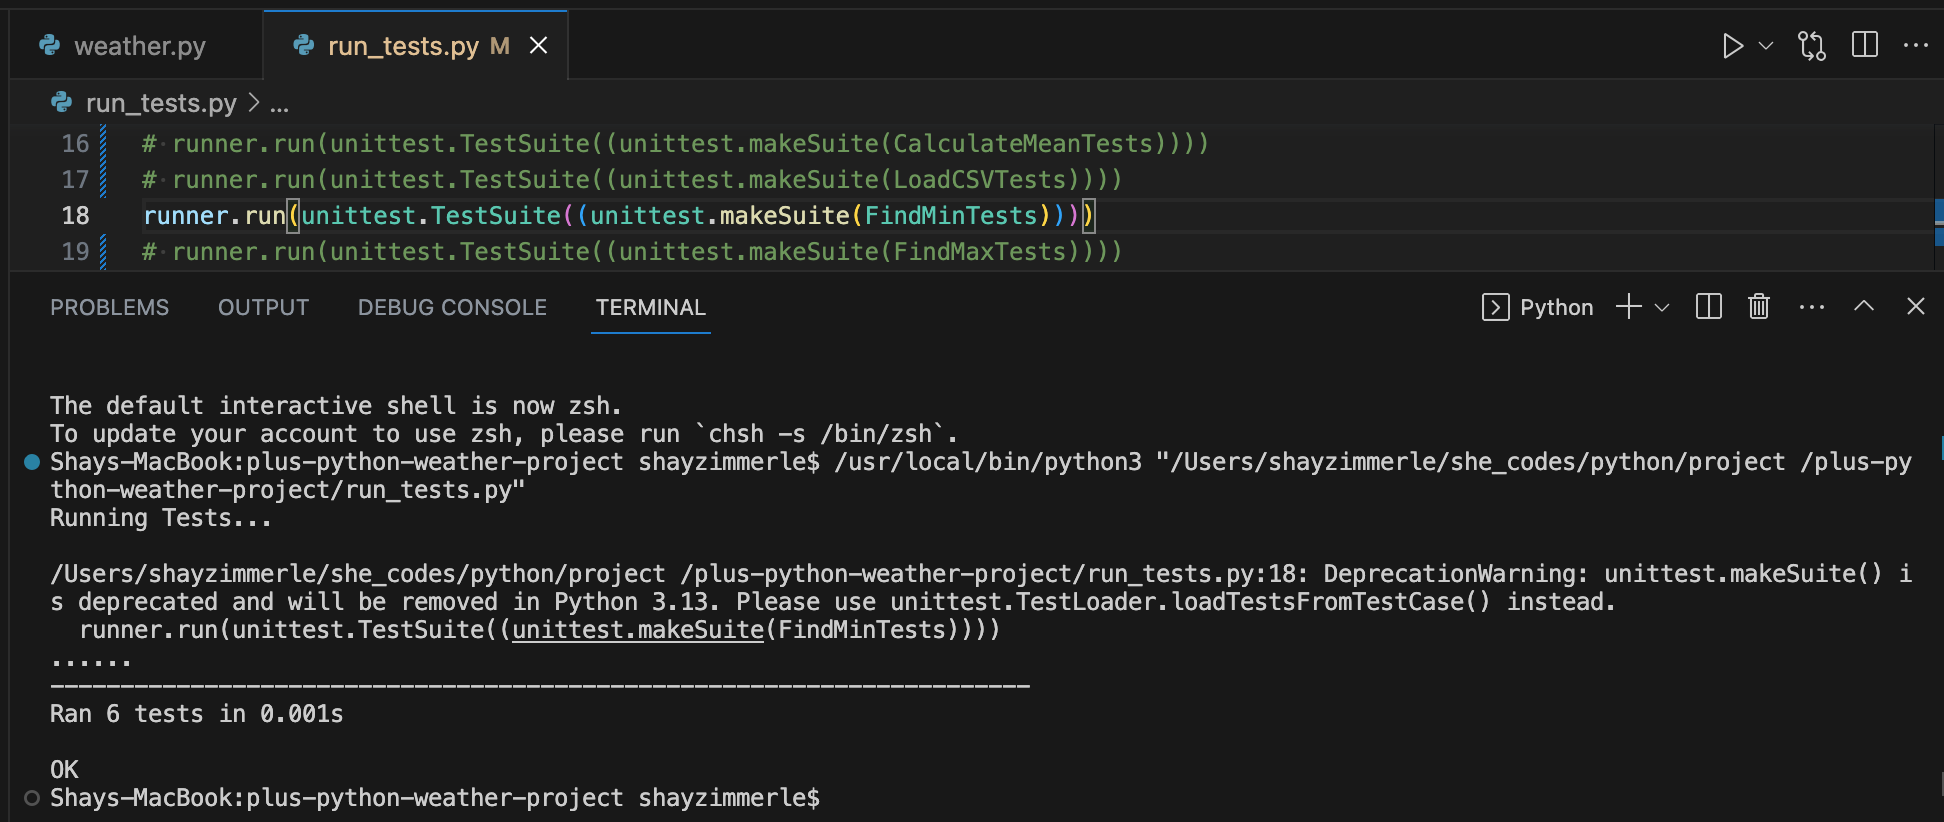 weather.py
run_tests.py M
run_tests.py > ...
16 # runner.run(unittest.TestSuite((unittest.makeSuite(CalculateMeanTests))))
17 # runner.run(unittest.TestSuite((unittest.makeSuite(LoadCSVTests))))
18 runner.run(unittest.TestSuite((unittest.makeSuite(FindMinTests))))
19 # runner.run(unittest.TestSuite((unittest.makeSuite(FindMaxTests))))
PROBLEMS OUTPUT DEBUG CONSOLE TERMINAL Python
The default interactive shell is now zsh.
To update your account to use zsh, please run `chsh -s /bin/zsh`.
Shays-MacBook:plus-python-weather-project shayzimmerle$ /usr/local/bin/python3 "/Users/shayzimmerle/she_codes/python/project /plus-py
thon-weather-project/run_tests.py"
Running Tests...
/Users/shayzimmerle/she_codes/python/project /plus-python-weather-project/run_tests.py:18: DeprecationWarning: unittest.makeSuite() i
s deprecated and will be removed in Python 3.13. Please use unittest.TestLoader.loadTestsFromTestCase() instead.
runner.run(unittest.TestSuite((unittest.makeSuite(FindMinTests))))
......
----------------------------------------------------------------------
Ran 6 tests in 0.001s
OK
Shays-MacBook:plus-python-weather-project shayzimmerle$